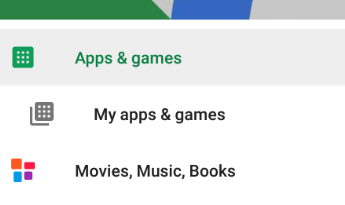 Apps & games
My apps & games
Movies, Music, Books